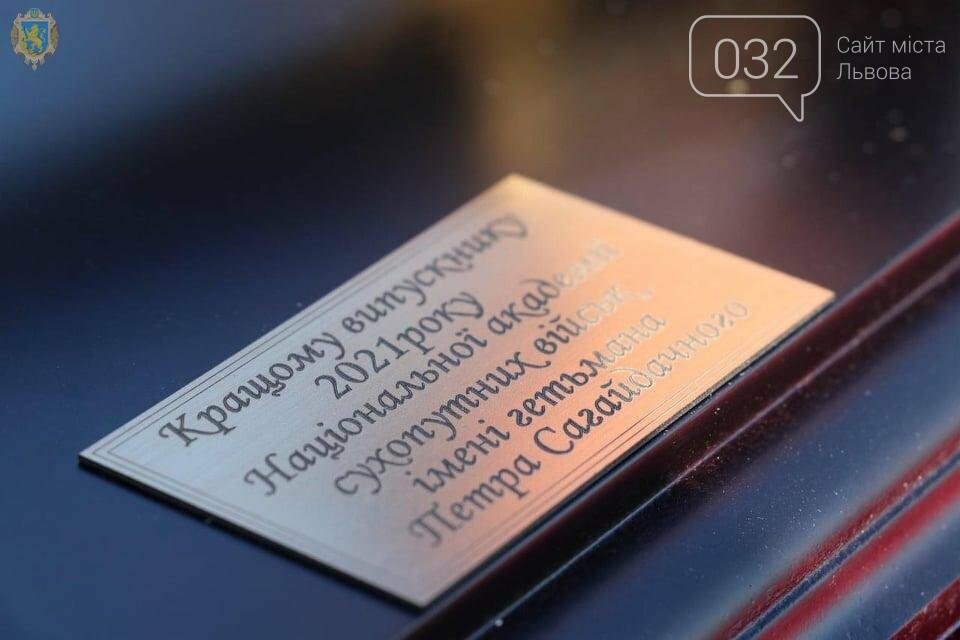 032
Сайт міста
Львова
Кращому випускнику
2021року
Національної академії
сухопутних військ
імені гетьмана
Петра Сагайдачного